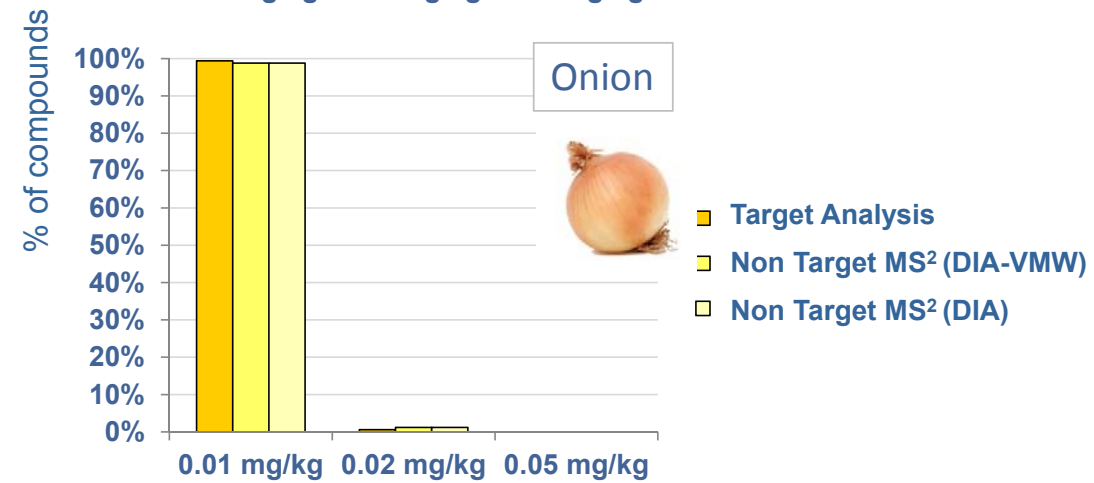 % of compounds
100%
90%
80%
70%
60%
50%
40%
30%
20%
10%
0%
Onion
Target Analysis
Non Target MS² (DIA-VMW)
Non Target MS² (DIA)
0.01 mg/kg 0.02 mg/kg 0.05 mg/kg